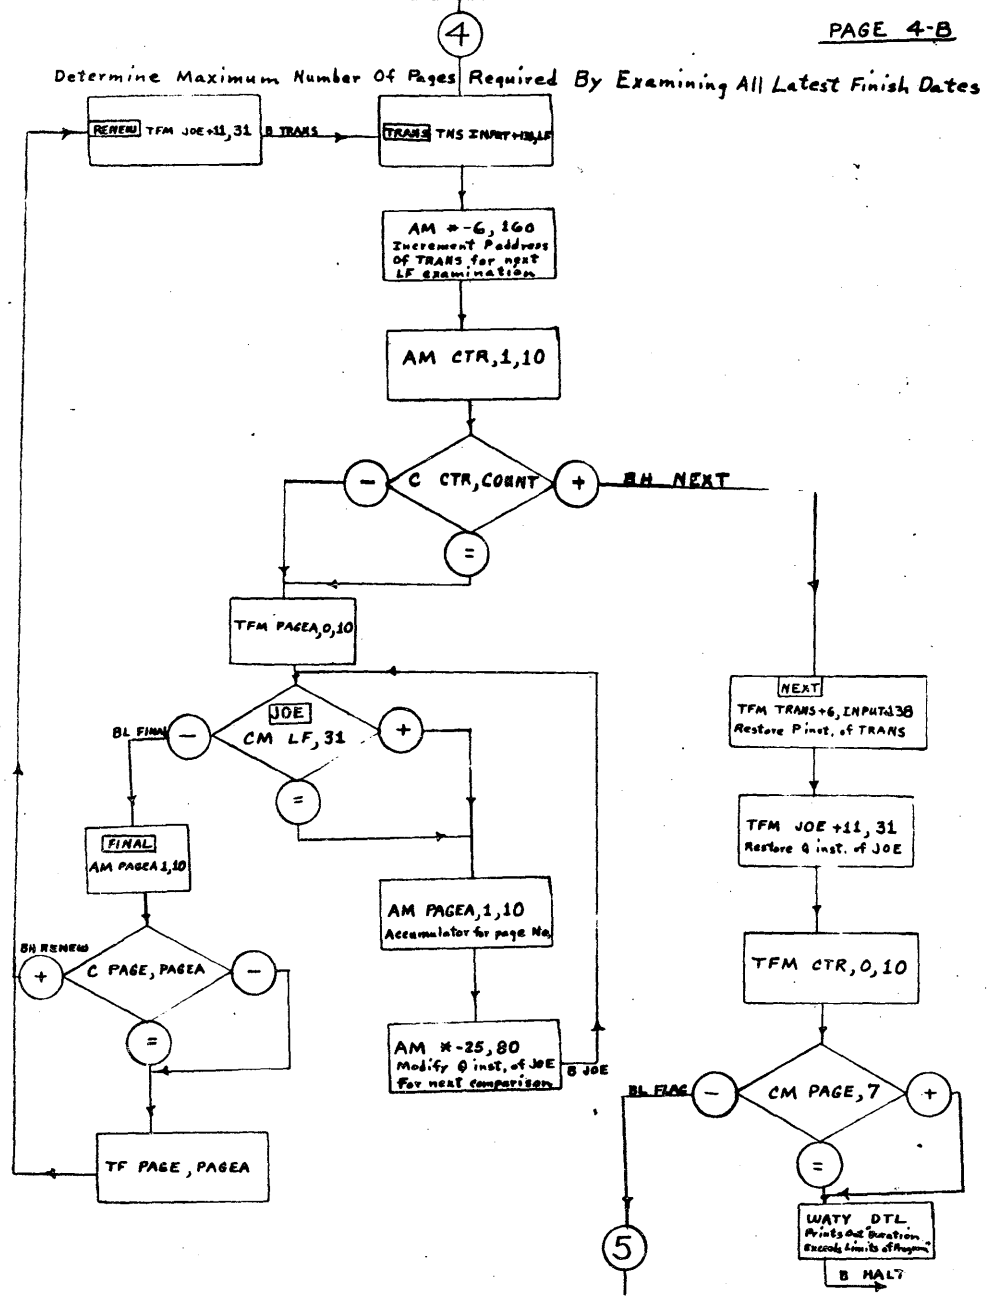 4
PAGE 4-B
Determine Maximum Number Of Pages Required By Examining All Latest Finish Dates
RENEW TFM JOE+11,31
B TRANS
TRANS TNS INPUT+138,LF
AM *-6, 160
Increment P address
Of TRANS for next
LF examination
AM CTR,1,10
-
C CTR,COUNT
+
BH NEXT
=
TFM PAGEA,0,10
NEXT
TFM TRANS+6, INPUT+138
Restore P inst. of TRANS
BL FINAL
-
JOE
CM LF,31
+
=
TFM JOE +11, 31
Restore Q inst. of JOE
FINAL
AM PAGEA 1,10
AM PAGEA,1,10
Accumulator for page No.
BH RENEW
+
C PAGE, PAGEA
-
=
TFM CTR,0,10
AM *-25,80
Modify Q inst. of JOE
For next comparison
B JOE
BL FLAG
-
CM PAGE,7
+
=
TF PAGE, PAGEA
WATY DTL
Prints Out "Duration
Exceeds Limits of Program"
5
B HALT